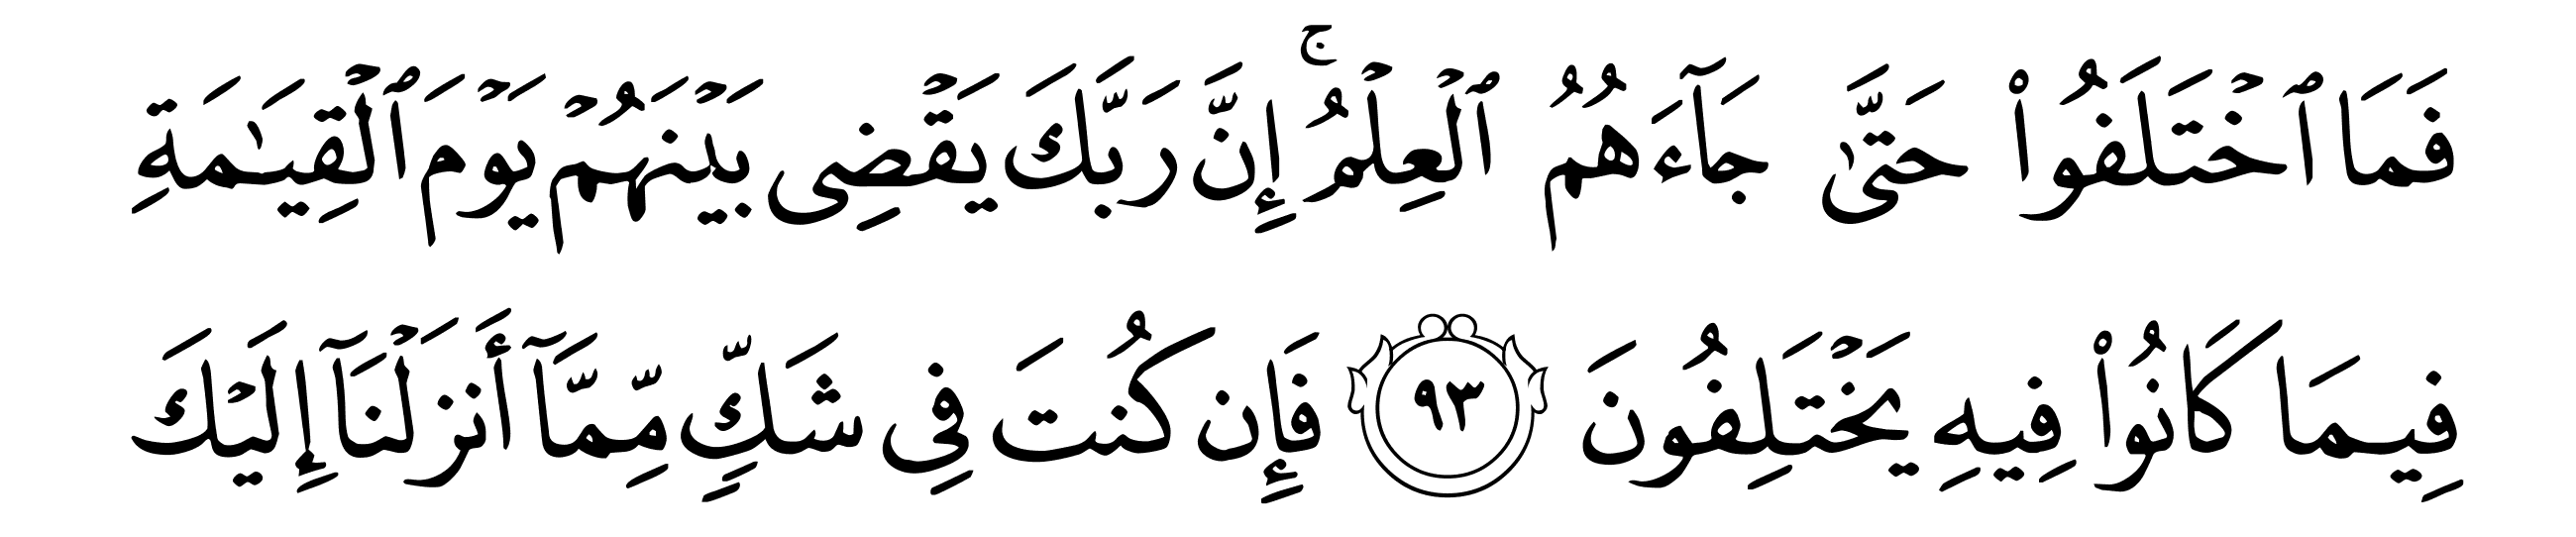 فَمَا ٱخْتَلَفُوا۟ حَتَّىٰ جَآءَهُمُ ٱلْعِلْمُ ۚ إِنَّ رَبَّكَ يَقْضِى بَيْنَهُمْ يَوْمَ ٱلْقِيَـٰمَةِ
فِيمَا كَانُوا۟ فِيهِ يَخْتَلِفُونَ ٩٣ فَإِن كُنتَ فِى شَكٍّ مِّمَّآ أَنزَلْنَآ إِلَيْكَ